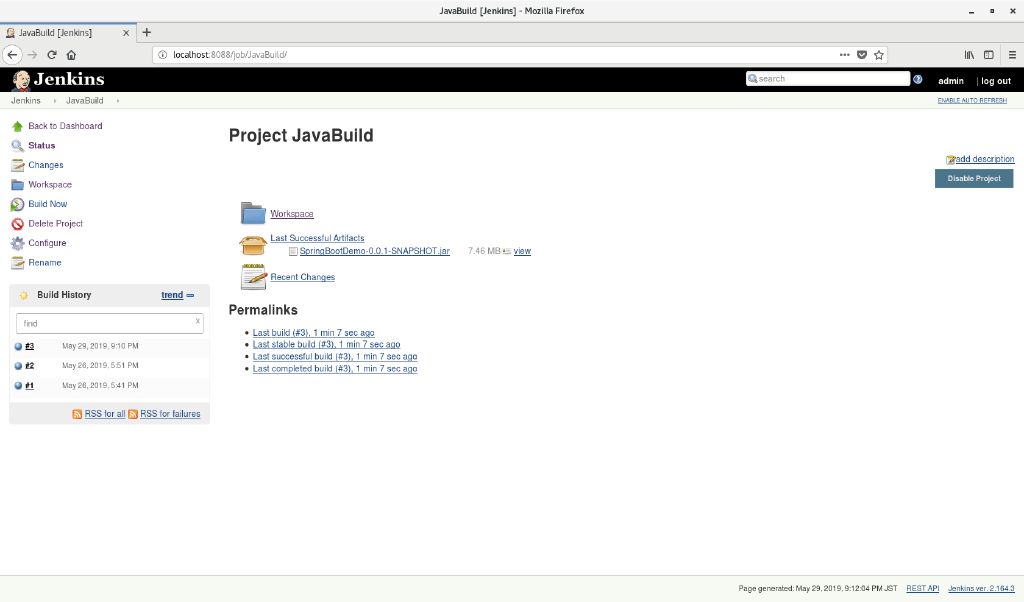 JavaBuild [Jenkins] - Mozilla Firefox
JavaBuild [Jenkins]
localhost:8088/job/JavaBuild/
Jenkins
search
admin
| log out
Jenkins
JavaBuild
ENABLE AUTO REFRESH
Back to Dashboard
Status
Changes
Workspace
Build Now
Delete Project
Configure
Rename
Build History
trend
find
x
#3 May 29, 2019, 9:10 PM
#2 May 26, 2019, 5:51 PM
#1 May 26, 2019, 5:41 PM
RSS for all RSS for failures
Project JavaBuild
add description
Disable Project
Workspace
Last Successful Artifacts
SpringBootDemo-0.0.1-SNAPSHOT.jar 7.46 MB view
Recent Changes
Permalinks
Last build (#3), 1 min 7 sec ago
Last stable build (#3), 1 min 7 sec ago
Last successful build (#3), 1 min 7 sec ago
Last completed build (#3), 1 min 7 sec ago
Page generated: May 29, 2019, 9:12:04 PM JST REST API Jenkins ver. 2.164.3